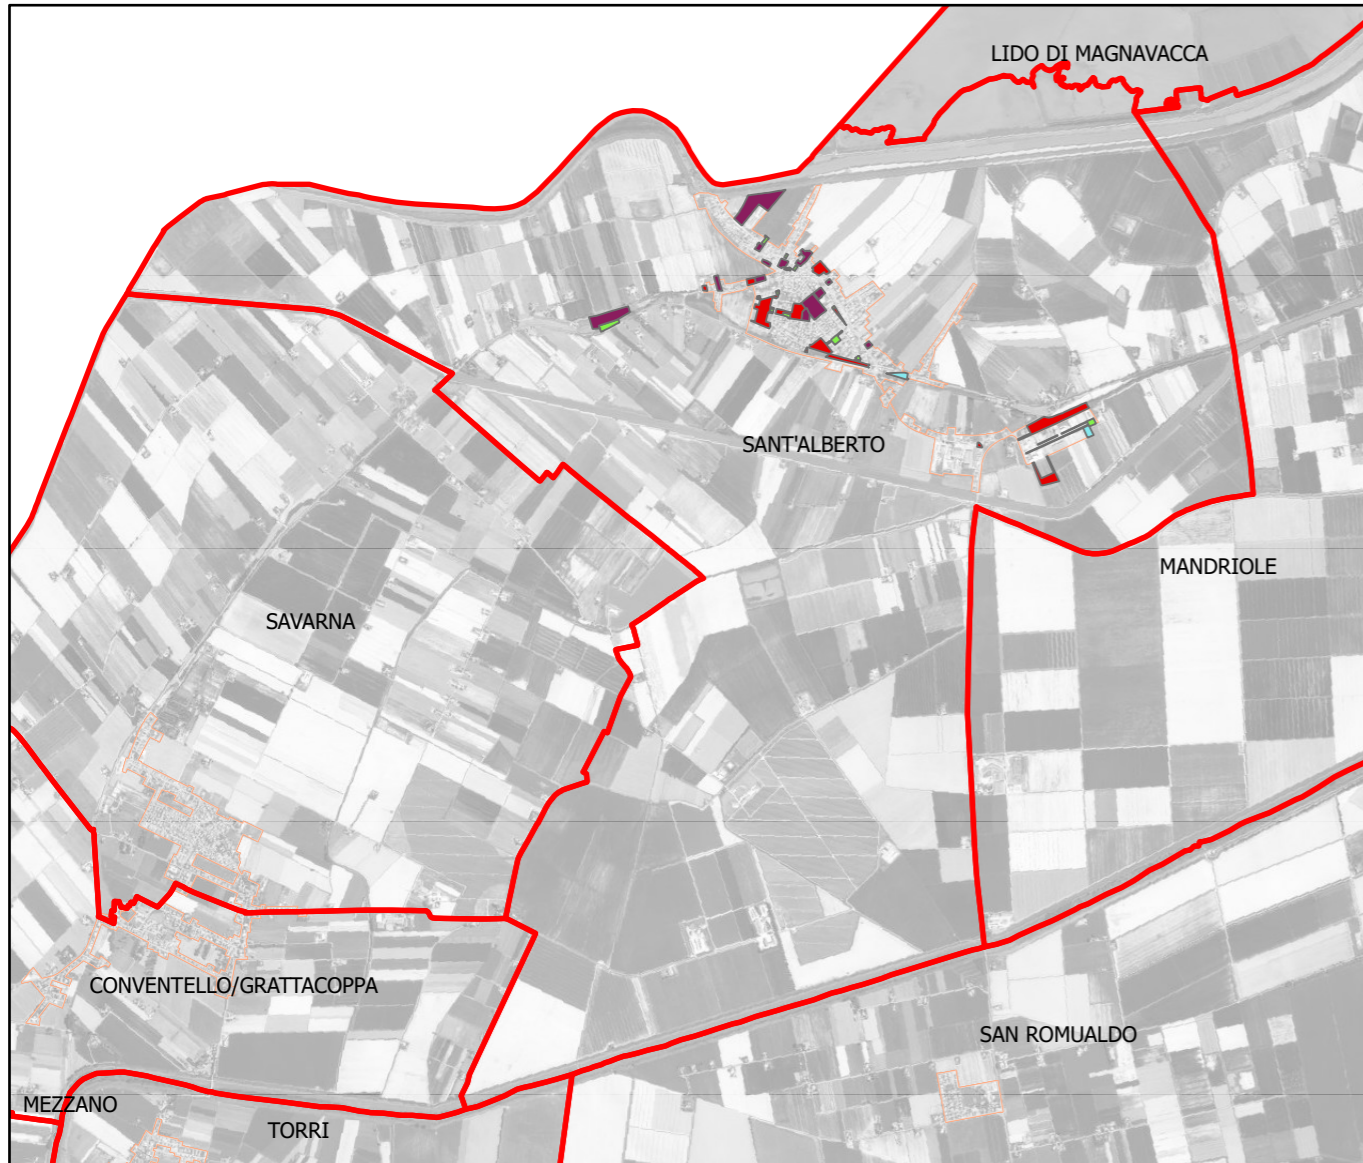 LIDO DI MAGNAVACCA
SANT'ALBERTO
MANDRIOLE
SAVARNA
CONVENTELLO/GRATTACOPPA
SAN ROMUALDO
MEZZANO
TORRI